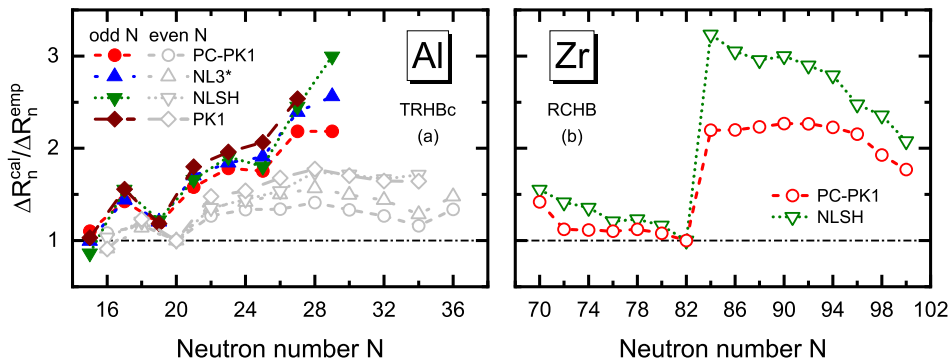 ΔR_n^cal/ΔR_n^emp
3
2
1
odd N even N
PC-PK1
NL3*
NLSH
PK1
Al
TRHBc
(a)
16 20 24 28 32 36
Neutron number N
Zr
RCHB
(b)
PC-PK1
NLSH
70 74 78 82 86 90 94 98 102
Neutron number N